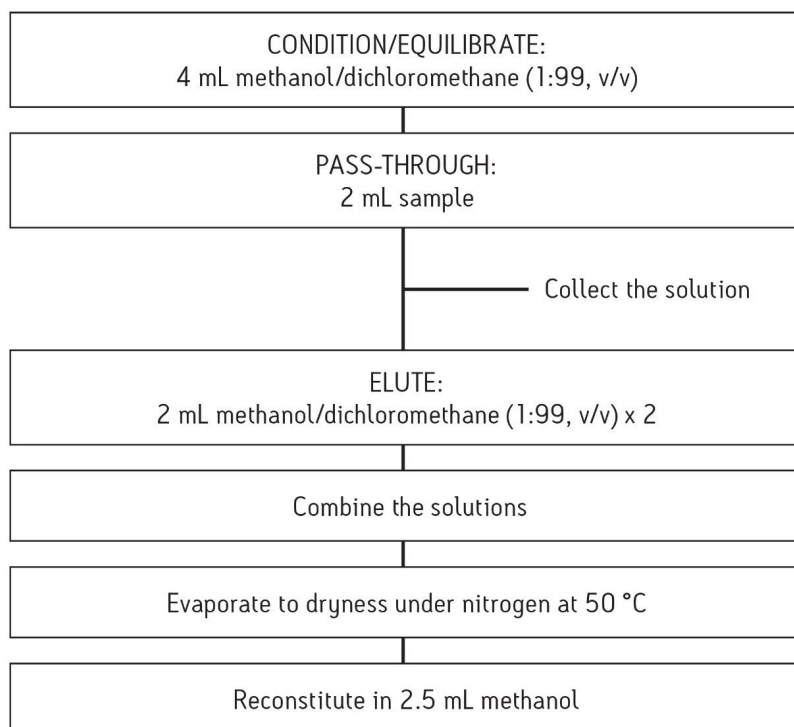 CONDITION/EQUILIBRATE:
4 mL methanol/dichloromethane (1:99, v/v)
PASS-THROUGH:
2 mL sample
Collect the solution
ELUTE:
2 mL methanol/dichloromethane (1:99, v/v) x 2
Combine the solutions
Evaporate to dryness under nitrogen at 50 °C
Reconstitute in 2.5 mL methanol